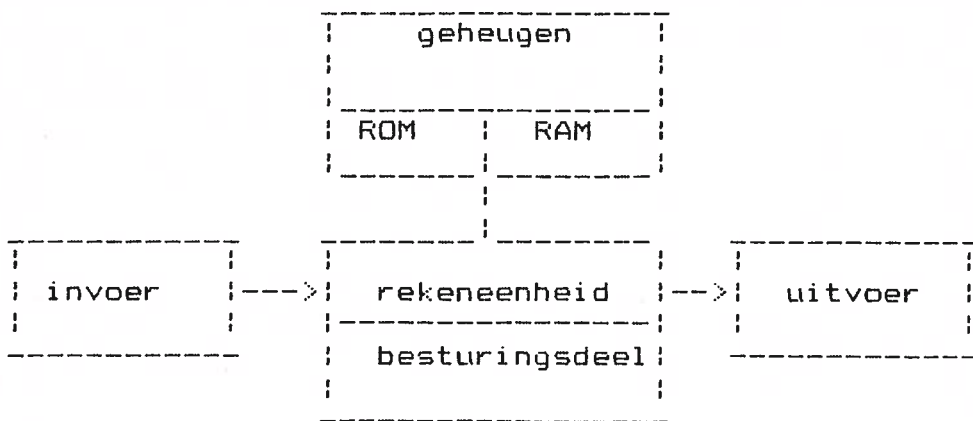 geheugen
ROM RAM
invoer ---> rekeneenheid --> uitvoer
besturingsdeel